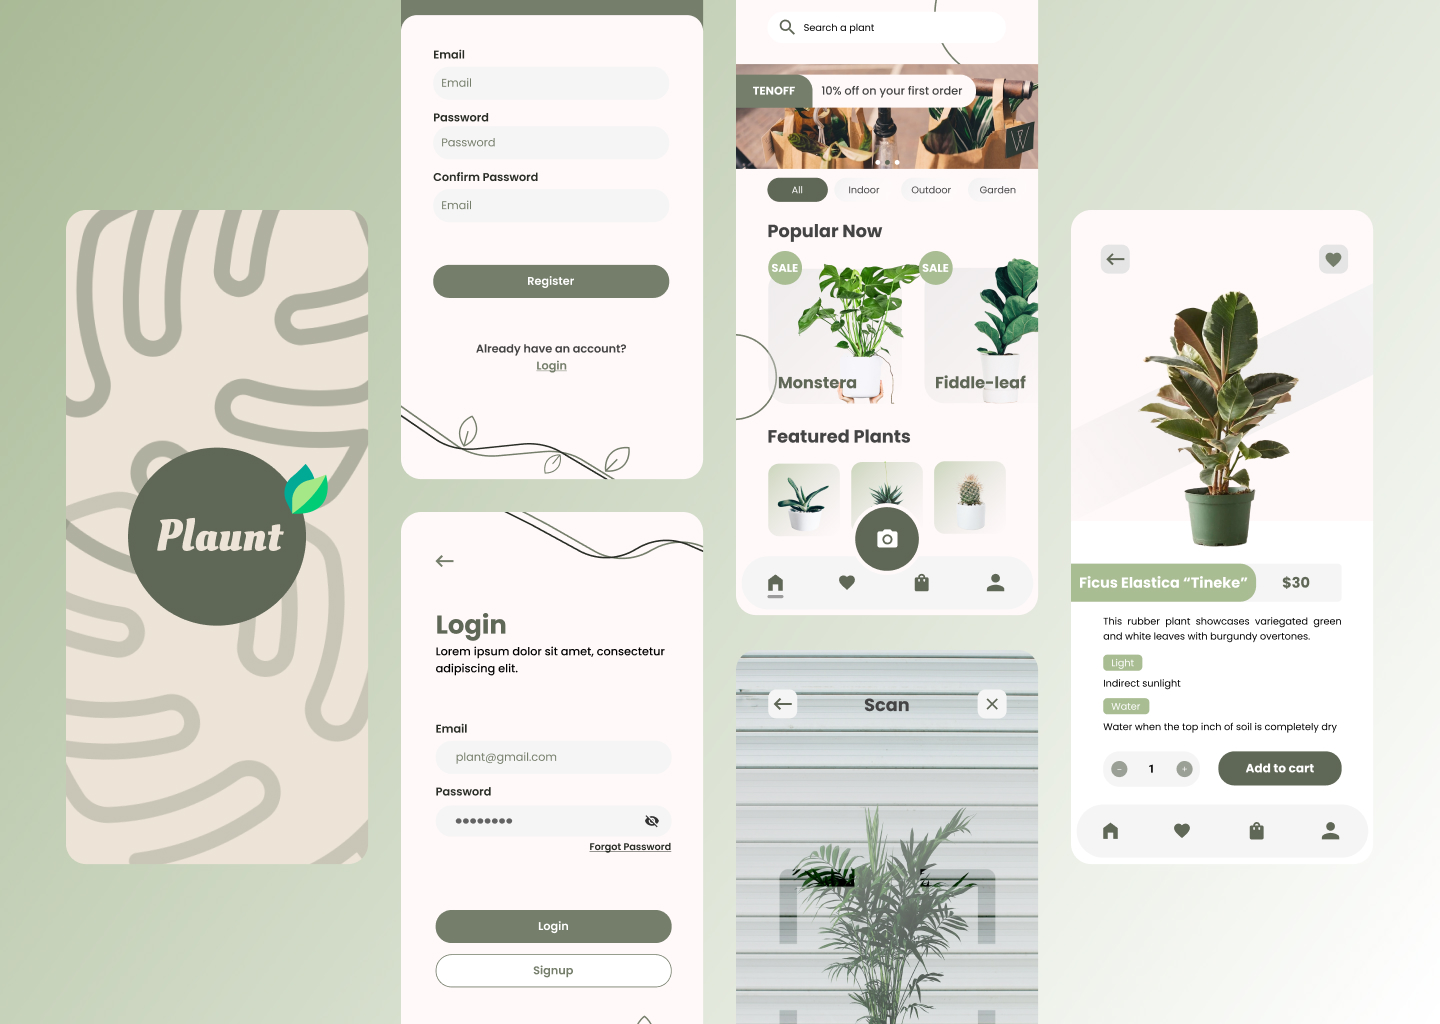 Plaunt
Email
Email
Password
Password
Confirm Password
Email
Register
Already have an account?
Login
Login
Lorem ipsum dolor sit amet, consectetur
adipiscing elit.
Email
plant@gmail.com
Password
Forgot Password
Login
Signup
Search a plant
TENOFF
10% off on your first order
W
All
Indoor
Outdoor
Garden
Popular Now
SALE
SALE
Monstera
Fiddle-leaf
Featured Plants
Scan
Ficus Elastica “Tineke”
$30
This rubber plant showcases variegated green
and white leaves with burgundy overtones.
Light
Indirect sunlight
Water
Water when the top inch of soil is completely dry
- 1 +
Add to cart